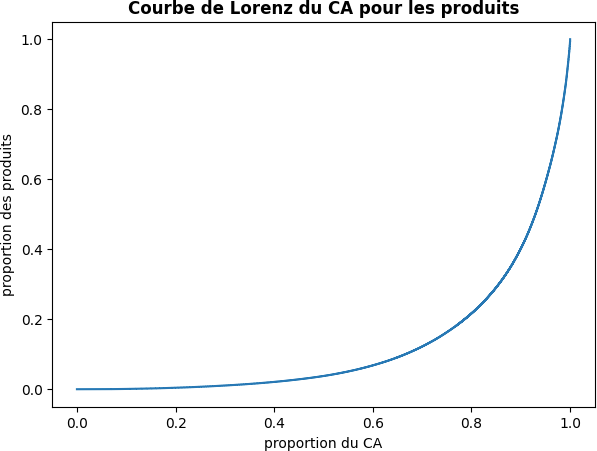 Courbe de Lorenz du CA pour les produits
proportion des produits
1.0
0.8
0.6
0.4
0.2
0.0
0.0 0.2 0.4 0.6 0.8 1.0
proportion du CA